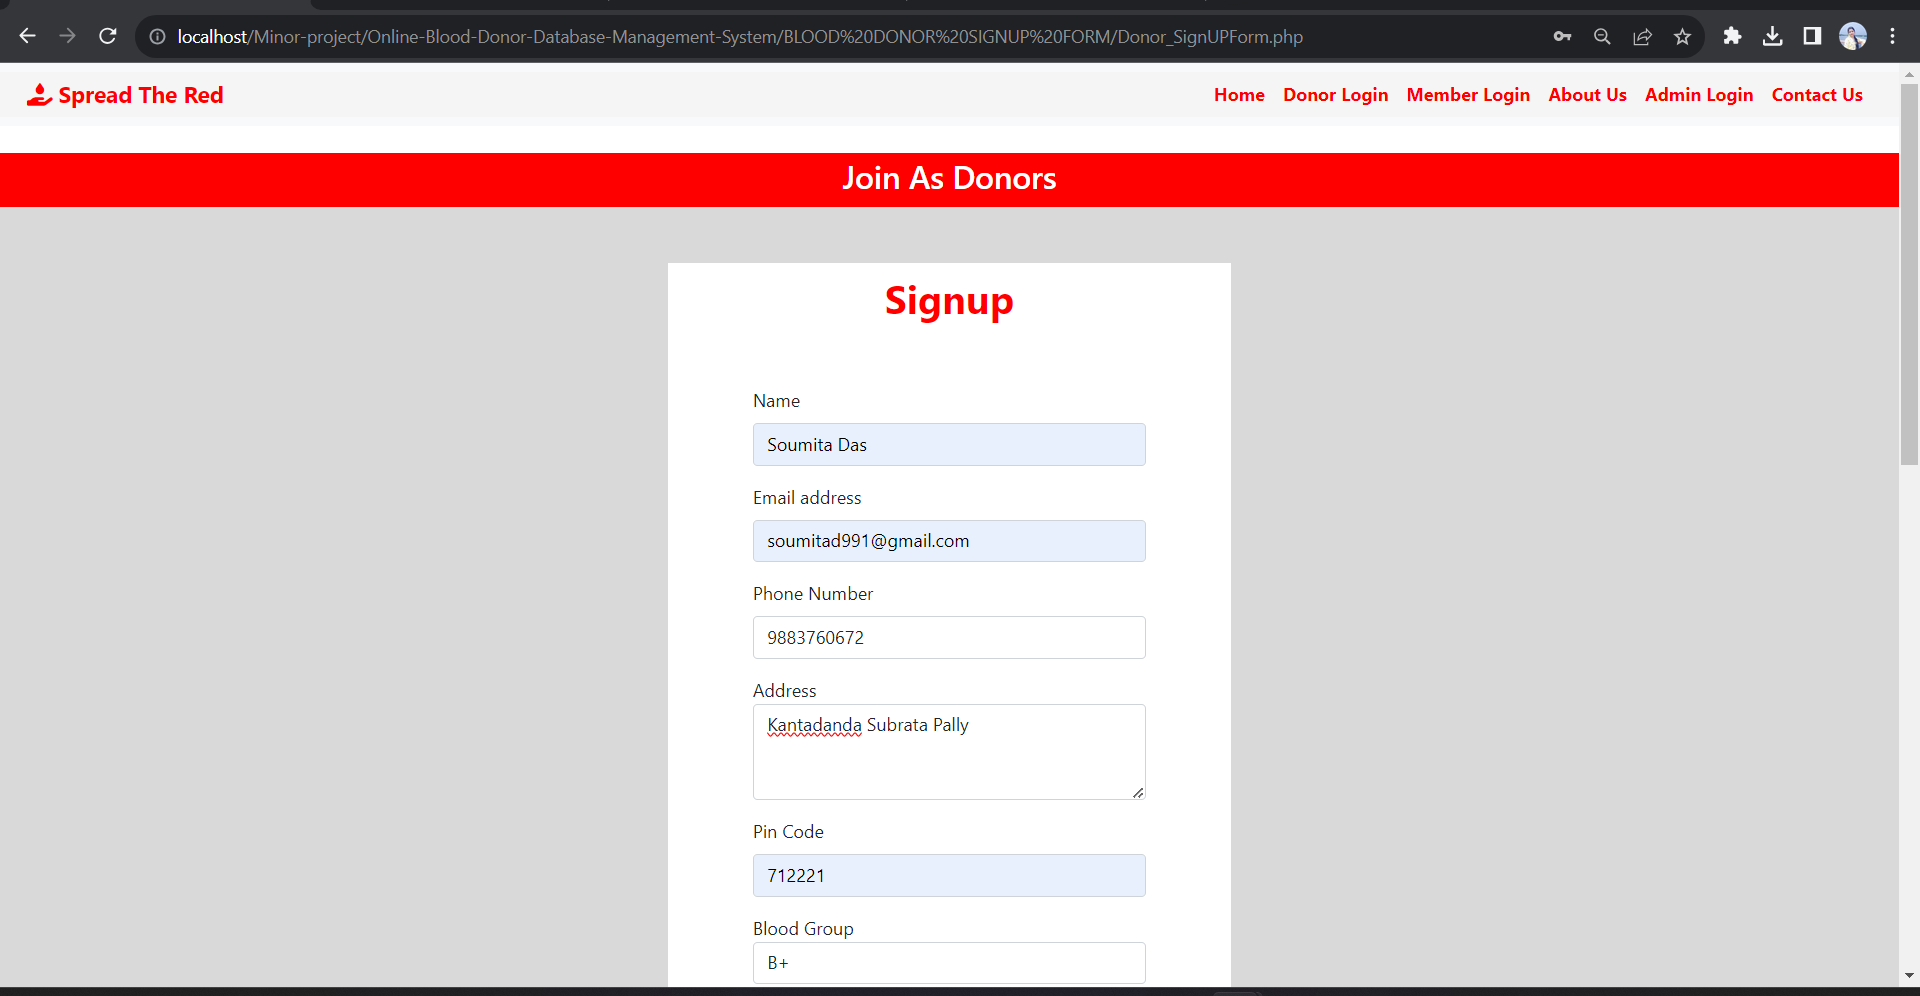 localhost/Minor-project/Online-Blood-Donor-Database-Management-System/BLOOD%20DONOR%20SIGNUP%20FORM/Donor_SignUPForm.php
Spread The Red
Home Donor Login Member Login About Us Admin Login Contact Us
Join As Donors
Signup
Name
Soumita Das
Email address
soumitad991@gmail.com
Phone Number
9883760672
Address
Kantadanda Subrata Pally
Pin Code
712221
Blood Group
B+